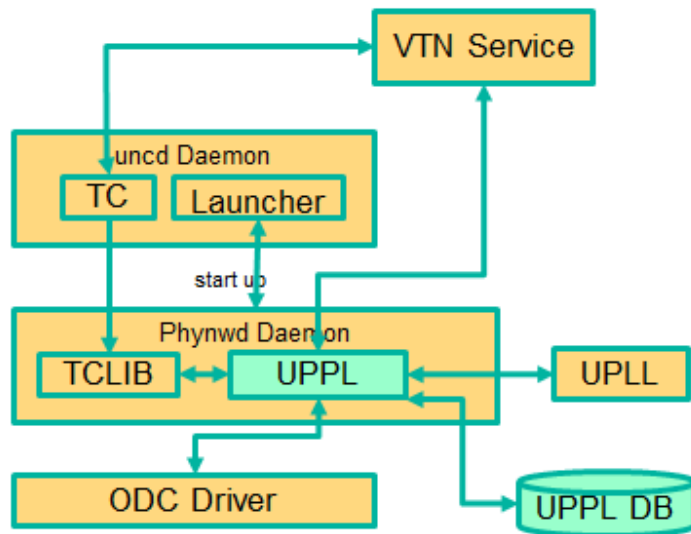 VTN Service
uncd Daemon
TC
Launcher
start up
Phynwd Daemon
TCLIB
UPPL
UPLL
ODC Driver
UPPL DB